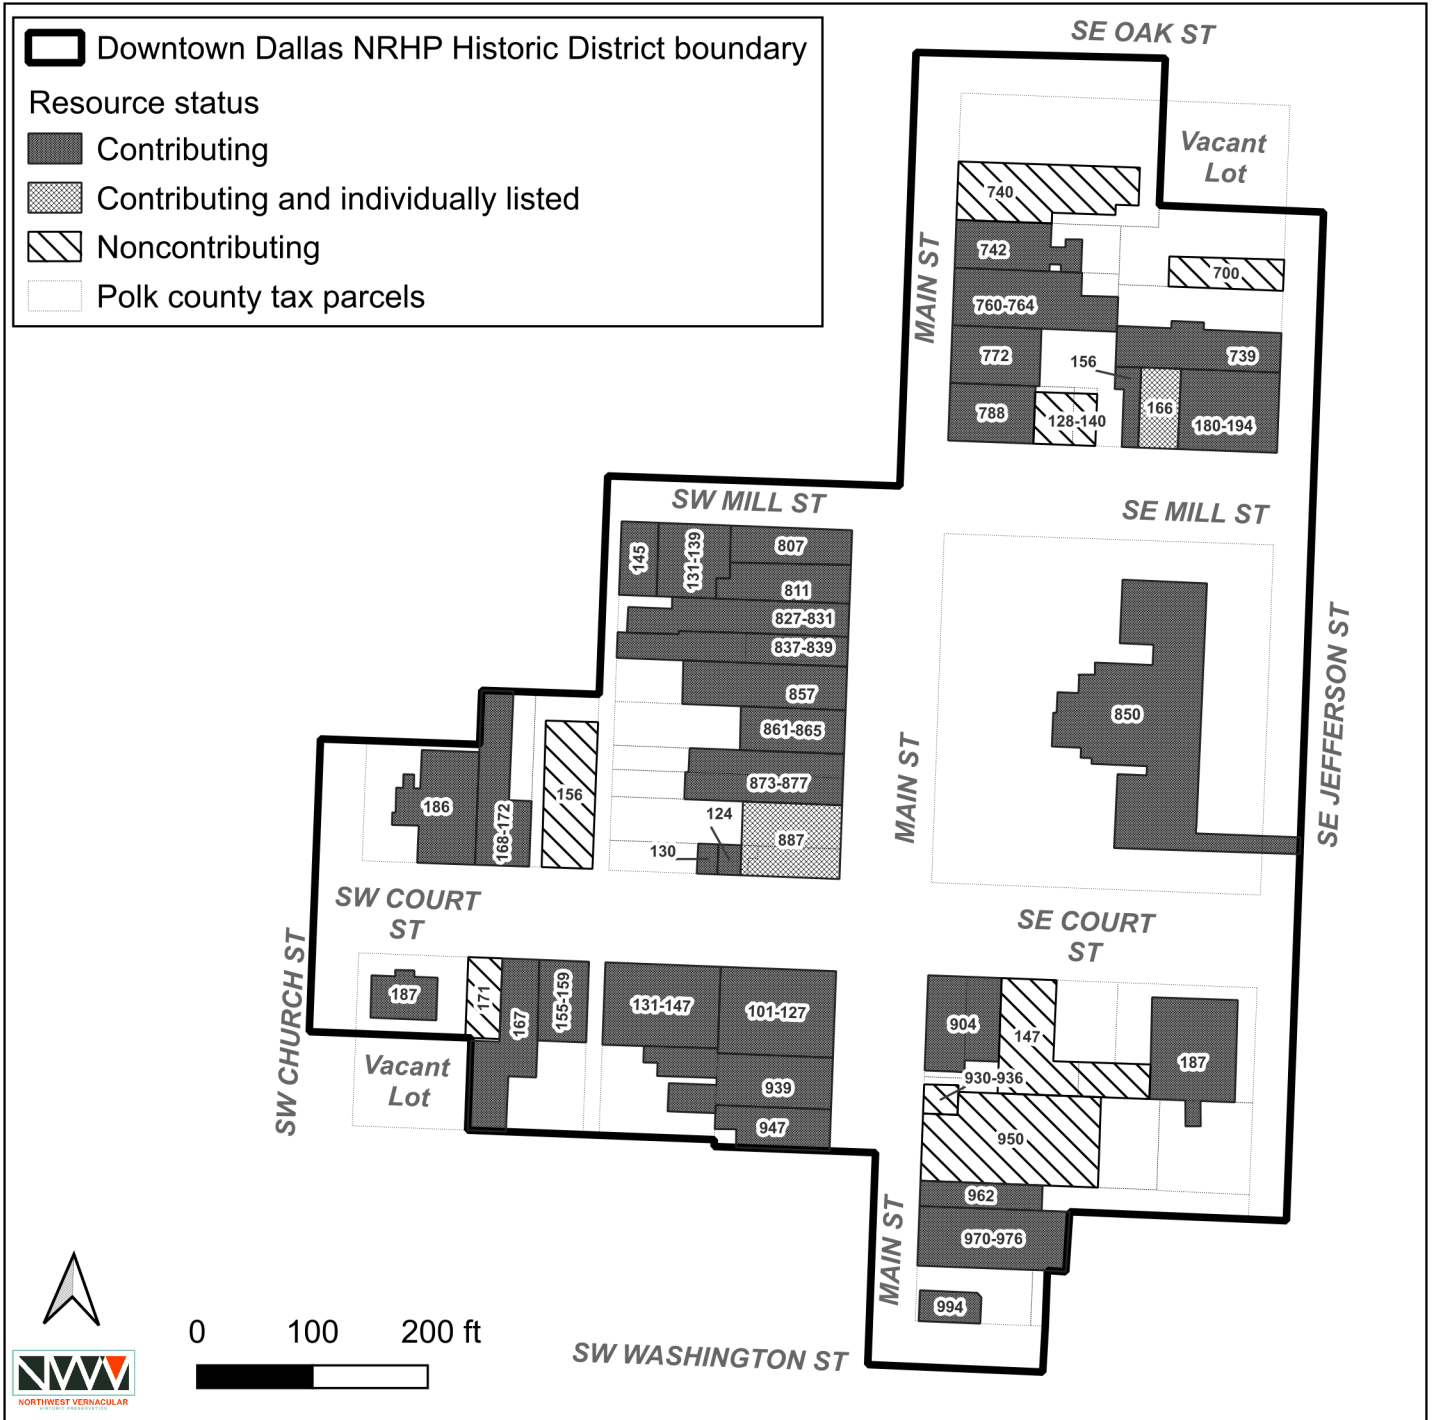 SE OAK ST
Downtown Dallas NRHP Historic District boundary
Resource status
Contributing
Contributing and individually listed
Noncontributing
Polk county tax parcels
Vacant
Lot
740
742
MAIN ST
700
760-764
772
156
739
788
128-140
166
180-194
SW MILL ST
SE MILL ST
145
131-139
807
811
827-831
837-839
857
861-865
873-877
124
130
887
850
MAIN ST
SE JEFFERSON ST
186
168-172
156
SW COURT
ST
SE COURT
ST
SW CHURCH ST
187
171
167
155-159
131-147
101-127
939
947
Vacant
Lot
904
147
187
930-936
950
962
970-976
994
MAIN ST
SW WASHINGTON ST
0 100 200 ft
NWV
NORTHWEST VERNACULAR
HISTORIC PRESERVATION